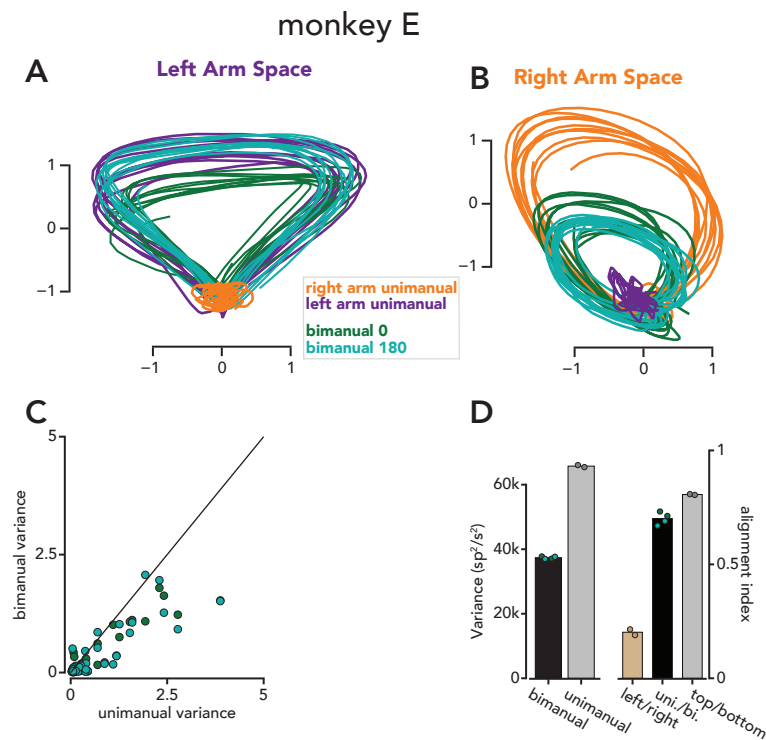 monkey E
A
Left Arm Space
B
Right Arm Space
1
0
−1
−1
0
1
right arm unimanual
left arm unimanual
bimanual 0
bimanual 180
1
0
−1
−1
0
1
C
5
2.5
0
0
2.5
5
bimanual variance
unimanual variance
D
60k
40k
20k
0
Variance (sp²/s²)
1
0.5
0
alignment index
bimanual
unimanual
left/right
uni./bi.
top/bottom